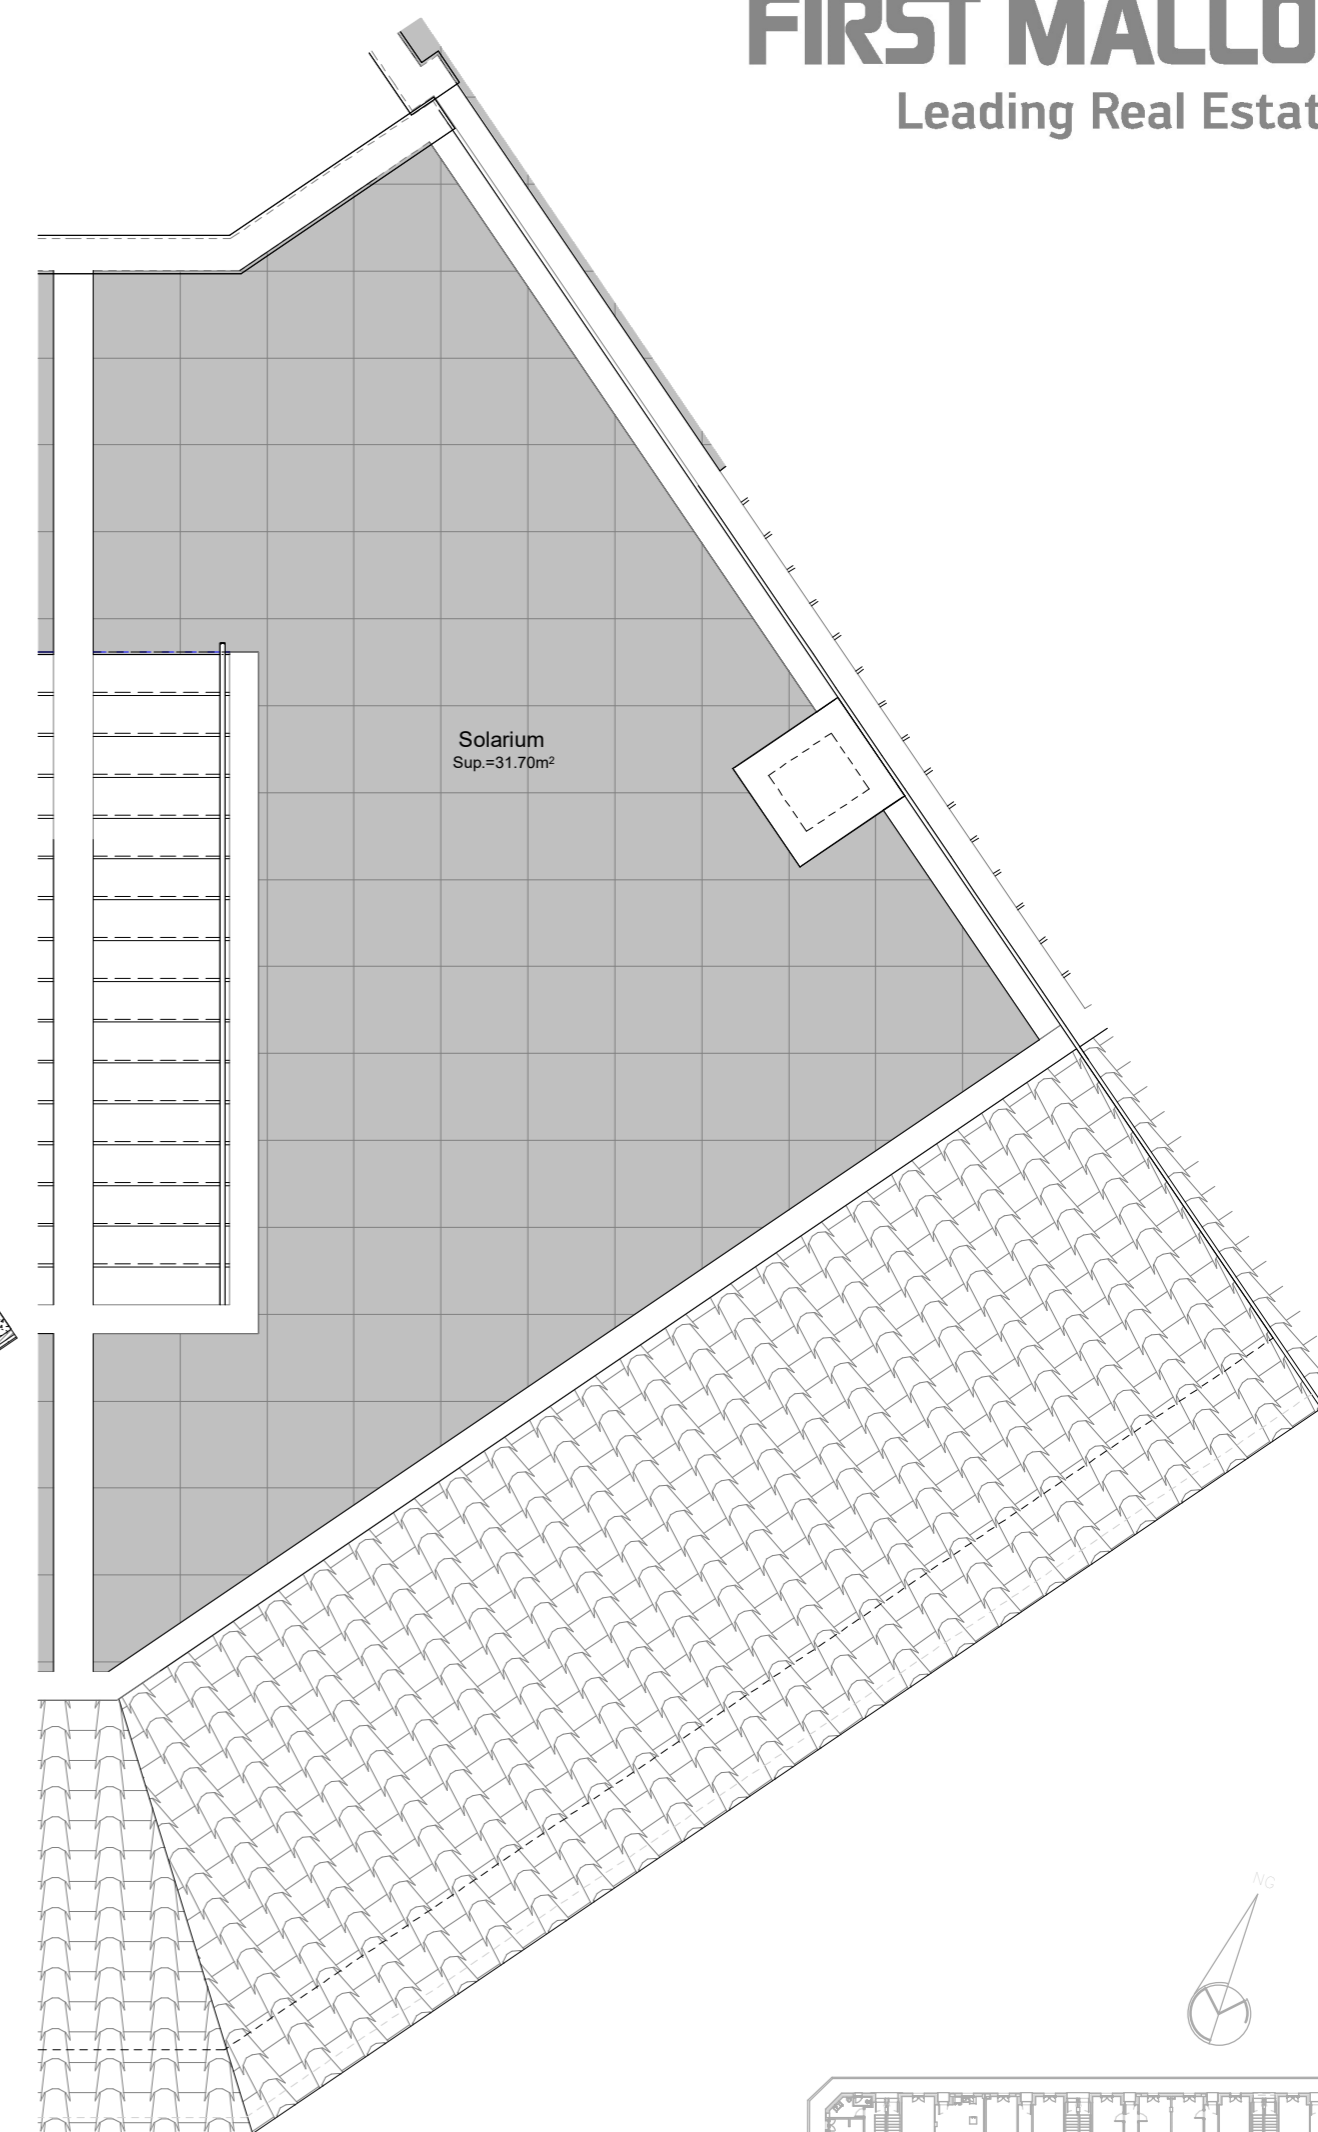 FIRST MALLO
Leading Real Estat
Solarium
Sup.=31.70m²
NG